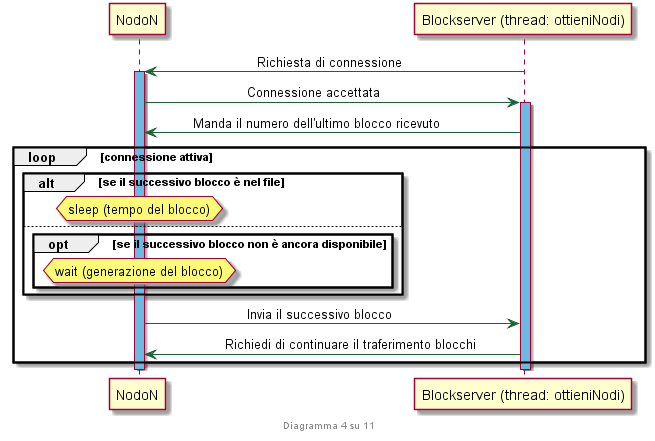 NodoN
Blockserver (thread: ottieniNodi)
Richiesta di connessione
Connessione accettata
Manda il numero dell'ultimo blocco ricevuto
loop [connessione attiva]
alt [se il successivo blocco è nel file]
sleep (tempo del blocco)
opt [se il successivo blocco non è ancora disponibile]
wait (generazione del blocco)
Invia il successivo blocco
Richiedi di continuare il traferimento blocchi
NodoN
Blockserver (thread: ottieniNodi)
Diagramma 4 su 11